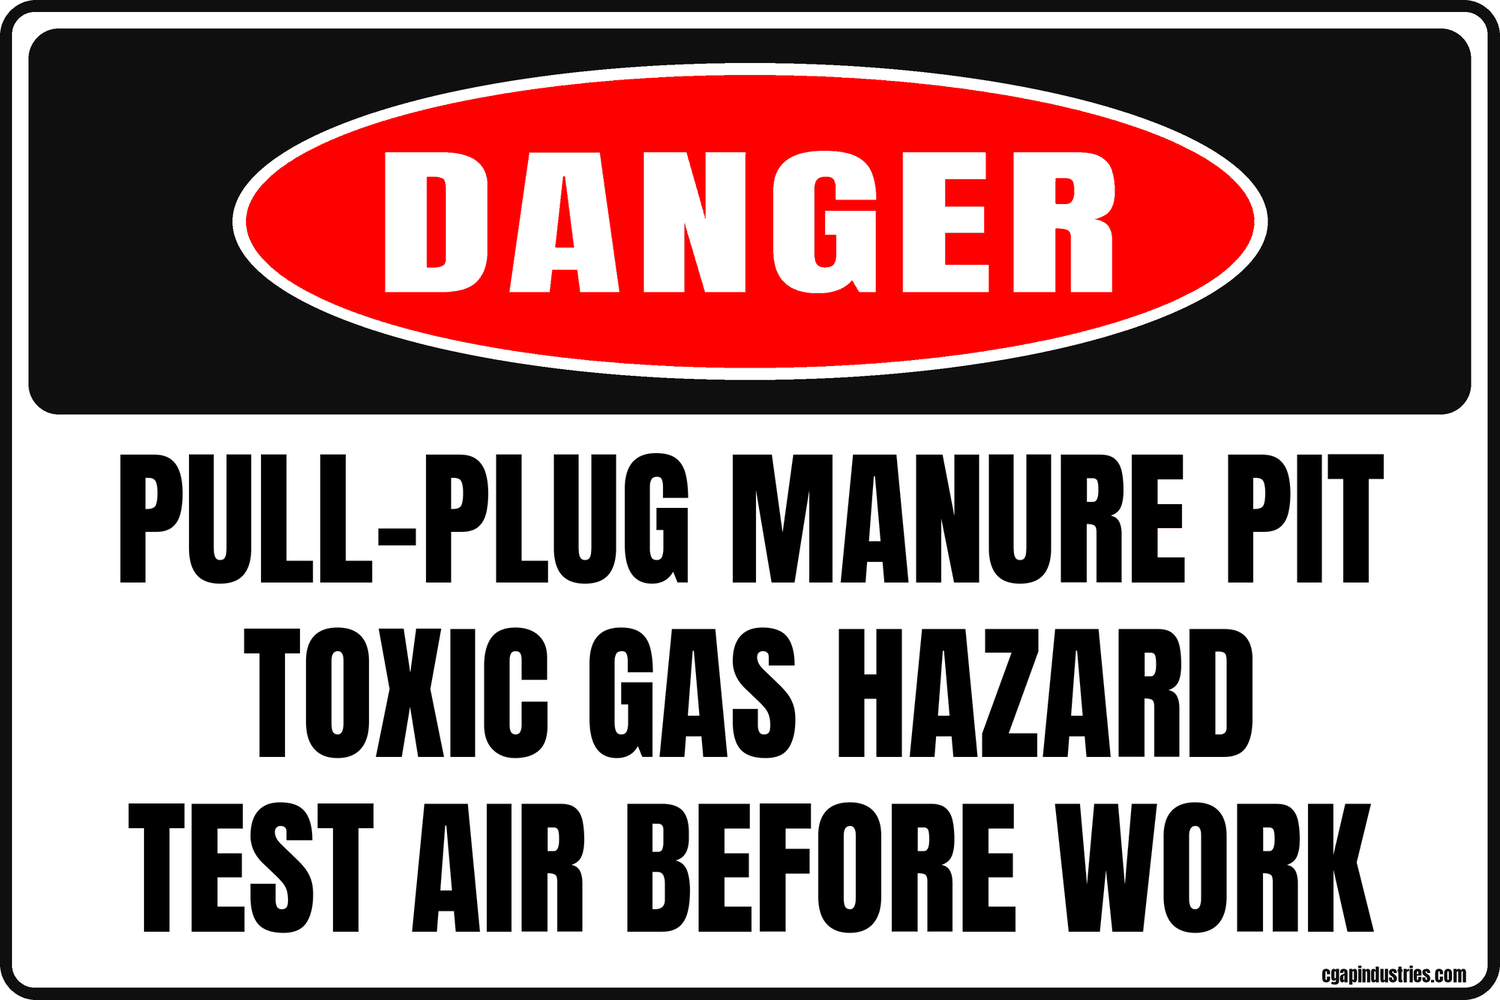 DANGER
PULL-PLUG MANURE PIT
TOXIC GAS HAZARD
TEST AIR BEFORE WORK
cgapindustries.com